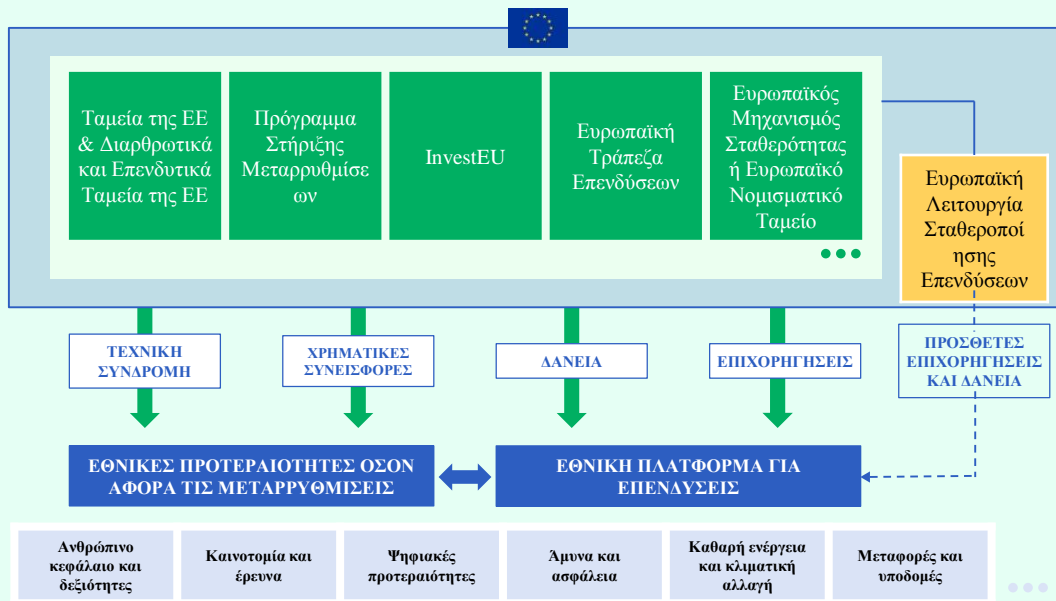 Ταμεία της ΕΕ
& Διαρθρωτικά
και Επενδυτικά
Ταμεία της ΕΕ
Πρόγραμμα
Στήριξης
Μεταρρυθμίσε
ων
InvestEU
Ευρωπαϊκή
Τράπεζα
Επενδύσεων
Ευρωπαϊκός
Μηχανισμός
Σταθερότητας
ή Ευρωπαϊκό
Νομισματικό
Ταμείο
Ευρωπαϊκή
Λειτουργία
Σταθεροποί
ησης
Επενδύσεων
ΤΕΧΝΙΚΗ
ΣΥΝΔΡΟΜΗ
ΧΡΗΜΑΤΙΚΕΣ
ΣΥΝΕΙΣΦΟΡΕΣ
ΔΑΝΕΙΑ
ΕΠΙΧΟΡΗΓΗΣΕΙΣ
ΠΡΟΣΘΕΤΕΣ
ΕΠΙΧΟΡΗΓΗΣΕΙΣ
ΚΑΙ ΔΑΝΕΙΑ
ΕΘΝΙΚΕΣ ΠΡΟΤΕΡΑΙΟΤΗΤΕΣ ΟΣΟΝ
ΑΦΟΡΑ ΤΙΣ ΜΕΤΑΡΡΥΘΜΙΣΕΙΣ
ΕΘΝΙΚΗ ΠΛΑΤΦΟΡΜΑ ΓΙΑ
ΕΠΕΝΔΥΣΕΙΣ
Ανθρώπινο
κεφάλαιο και
δεξιότητες
Καινοτομία και
έρευνα
Ψηφιακές
προτεραιότητες
Άμυνα και
ασφάλεια
Καθαρή ενέργεια
και κλιματική
αλλαγή
Μεταφορές και
υποδομές